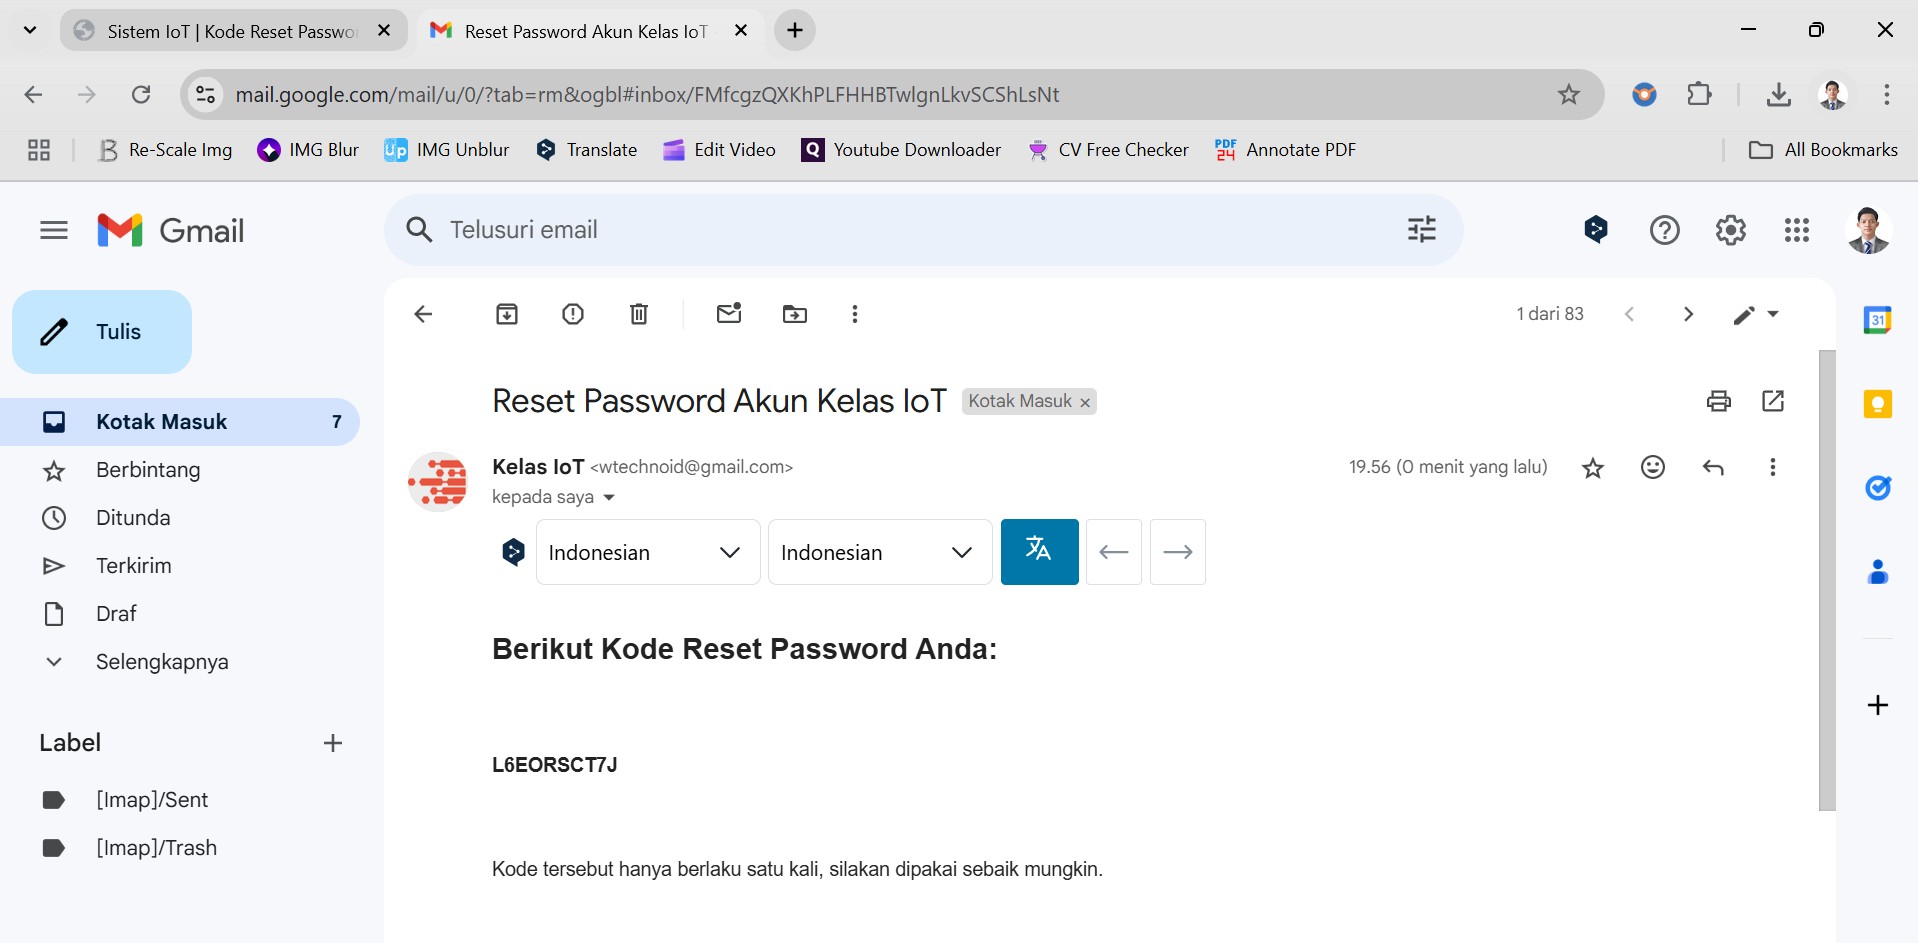 Sistem IoT | Kode Reset Passwo
Reset Password Akun Kelas IoT
mail.google.com/mail/u/0/?tab=rm&ogbl#inbox/FMfcgzQXKhPLFHHBTwlgnLkvSCShLsNt
Re-Scale Img
IMG Blur
Up
IMG Unblur
Translate
Edit Video
Q
Youtube Downloader
CV Free Checker
PDF
24
Annotate PDF
All Bookmarks
Gmail
Telusuri email
Tulis
1 dari 83
31
Kotak Masuk 7
Berbintang
Ditunda
Terkirim
Draf
Selengkapnya
Label
[Imap]/Sent
[Imap]/Trash
Reset Password Akun Kelas IoT
Kotak Masuk ×
Kelas IoT <wtechnoid@gmail.com>
19.56 (0 menit yang lalu)
kepada saya
Indonesian
Indonesian
Berikut Kode Reset Password Anda:
L6EORSCT7J
Kode tersebut hanya berlaku satu kali, silakan dipakai sebaik mungkin.